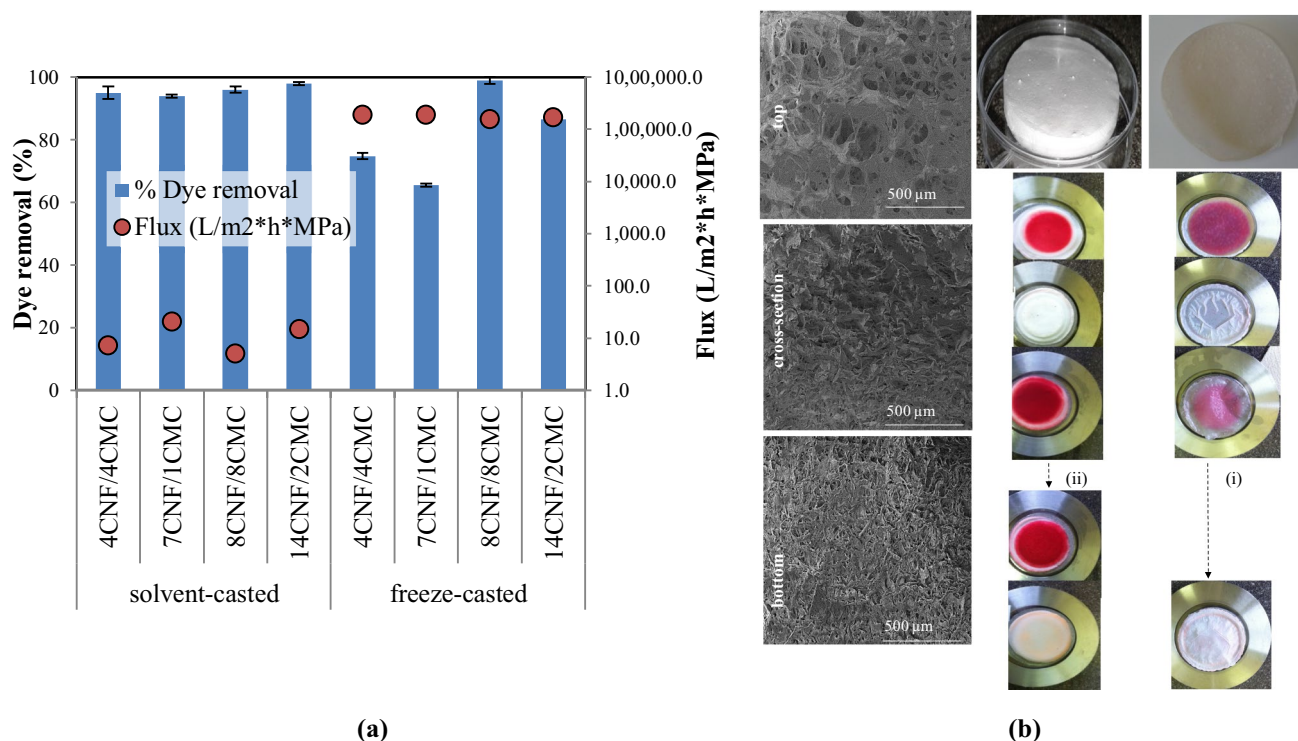 100
80
60
40
20
0
Dye removal (%)
% Dye removal
Flux (L/m2*h*MPa)
10,00,000.0
1,00,000.0
10,000.0
1,000.0
100.0
10.0
1.0
Flux (L/m2*h*MPa)
4CNF/4CMC
7CNF/1CMC
8CNF/8CMC
14CNF/2CMC
4CNF/4CMC
7CNF/1CMC
8CNF/8CMC
14CNF/2CMC
solvent-casted
freeze-casted
(a)
top
500 µm
cross-section
500 µm
bottom
500 µm
(ii)
(i)
(b)